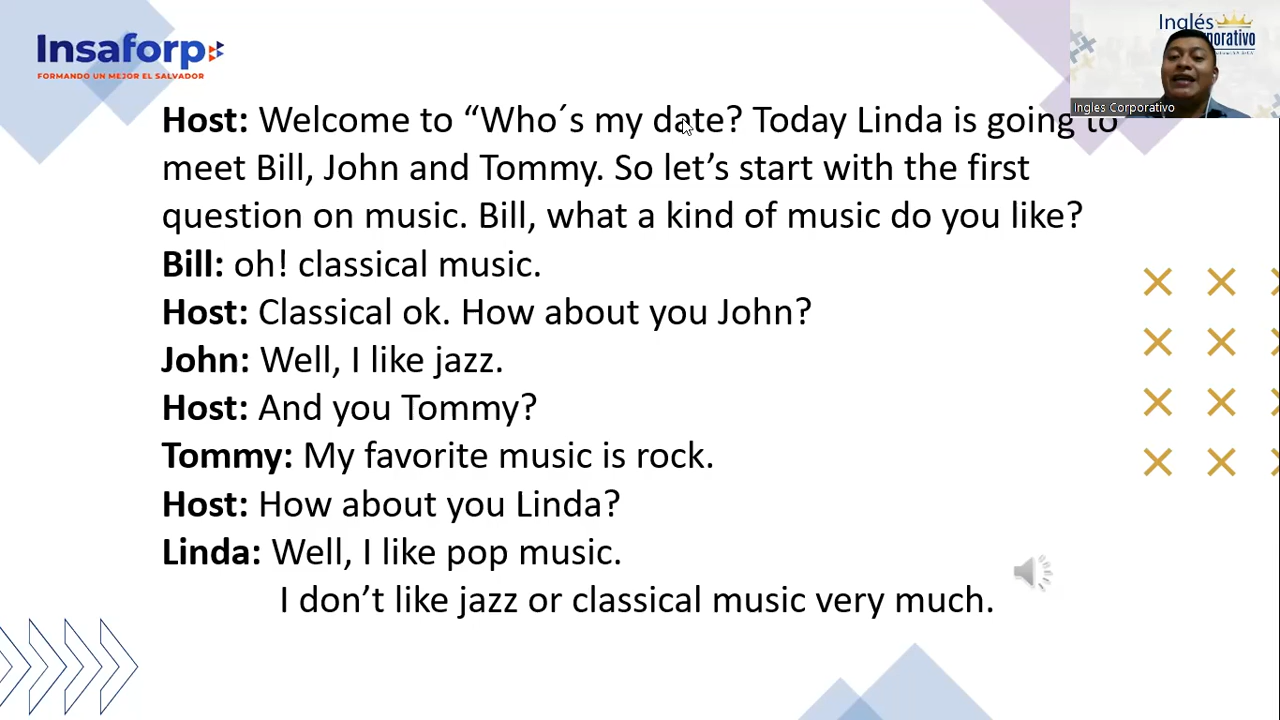 Insaforp
FORMANDO UN MEJOR EL SALVADOR
Inglés
Ingles Corporativo
Host: Welcome to “Who´s my date? Today Linda is going to
meet Bill, John and Tommy. So let’s start with the first
question on music. Bill, what a kind of music do you like?
Bill: oh! classical music.
Host: Classical ok. How about you John?
John: Well, I like jazz.
Host: And you Tommy?
Tommy: My favorite music is rock.
Host: How about you Linda?
Linda: Well, I like pop music.
I don’t like jazz or classical music very much.